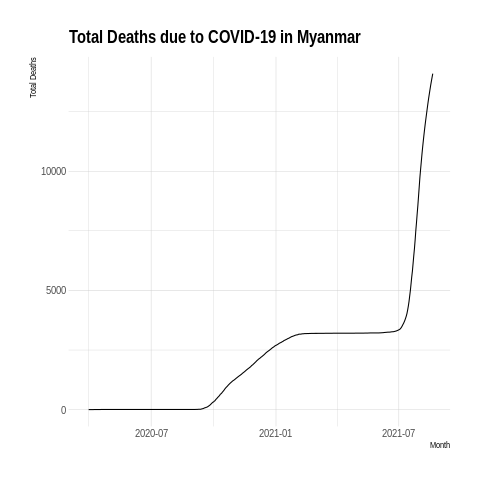 Total Deaths due to COVID-19 in Myanmar
Total Deaths
10000
5000
0
2020-07
2021-01
2021-07
Month